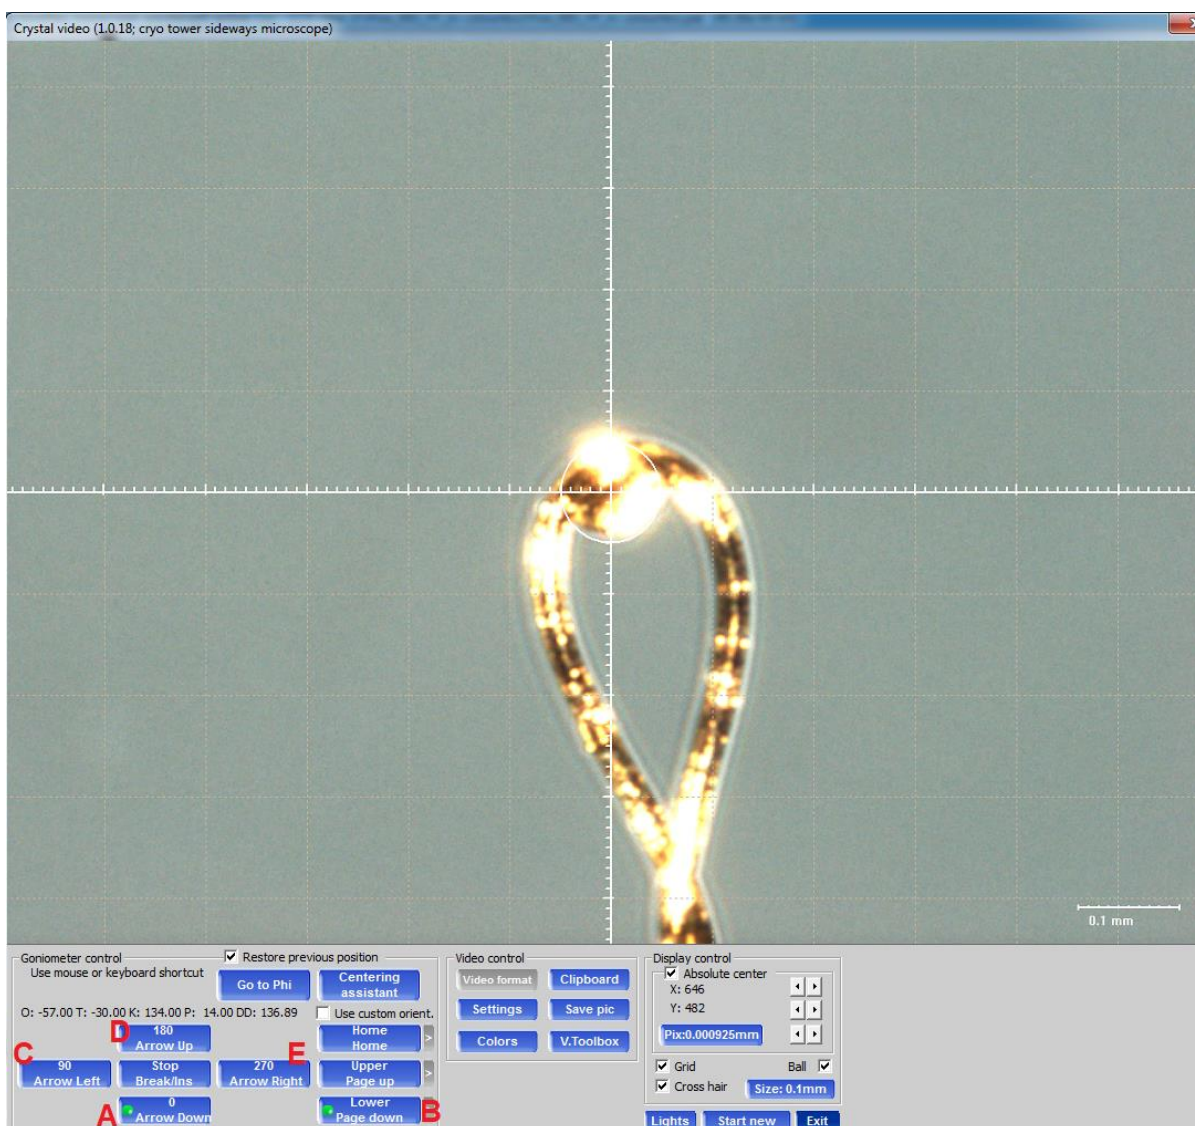 Crystal video (1.0.18; cryo tower sideways microscope)
0.1 mm
Goniometer control
Restore previous position
Use mouse or keyboard shortcut
Go to Phi
Centering
assistant
O: -57.00 T: -30.00 K: 134.00 P: 14.00 DD: 136.89
Use custom orient.
D
180
Arrow Up
Home
Home
>
C
90
Arrow Left
Stop
Break/Ins
E
270
Arrow Right
Upper
Page up
>
A
0
Arrow Down
Lower
Page down
B
Video control
Video format
Clipboard
Settings
Save pic
Colors
V.Toolbox
Display control
Absolute center
X: 646
Y: 482
Pix:0.000925mm
Grid
Ball
Cross hair
Size: 0.1mm
Lights
Start new
Exit